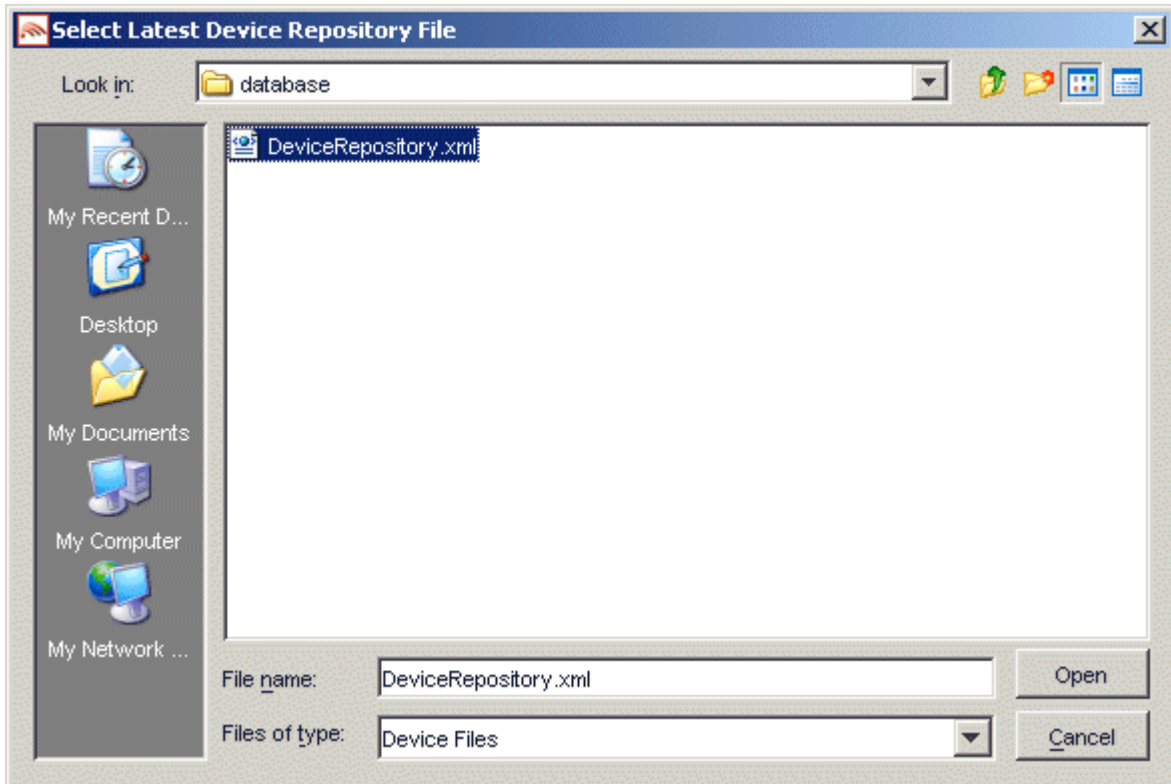 Select Latest Device Repository File
Look in: database
DeviceRepository.xml
My Recent D...
Desktop
My Documents
My Computer
My Network ...
File name: DeviceRepository.xml Open
Files of type: Device Files Cancel